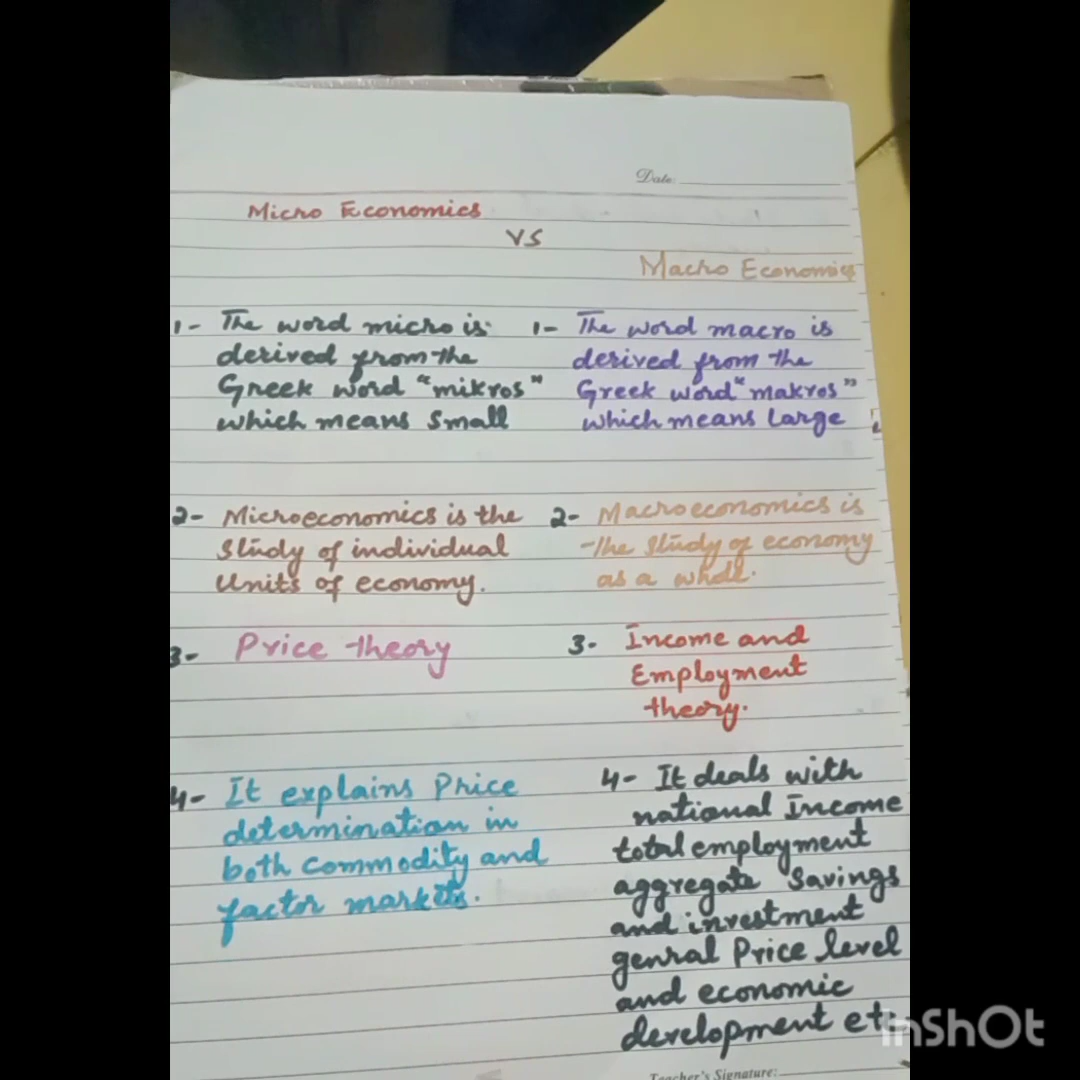 Date:
Micro Economics
VS
Macro Economics
1- The word micro is
derived from the
Greek word "mikros"
which means Small
1- The word macro is
derived from the
Greek word "makros"
which means large
2- Microeconomics is the
study of individual
Units of economy.
2- Macroeconomics is
the study of economy
as a whole.
3- Price theory
3- Income and
Employment
theory.
4- It explains Price
determination in
both commodity and
factor markets.
4- It deals with
national Income
total employment
aggregate Savings
and investment
genral Price level
and economic
development etc
Teacher's Signature:
InShOt